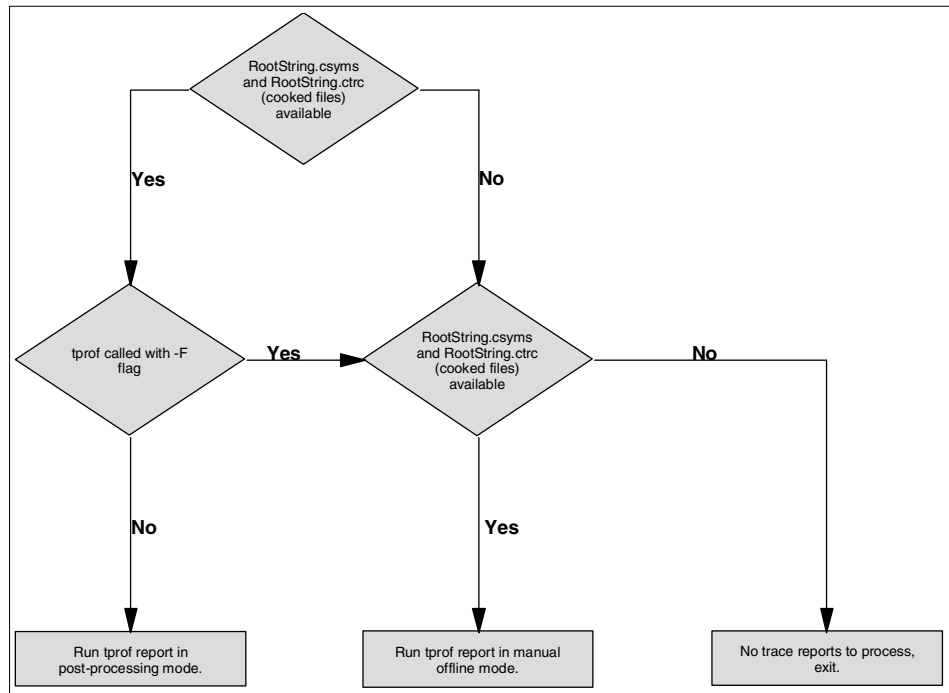 RootString.csyms
and RootString.ctrc
(cooked files)
available
Yes
No
tprof called with -F
flag
Yes
RootString.csyms
and RootString.ctrc
(cooked files)
available
No
No
Yes
Run tprof report in
post-processing mode.
Run tprof report in manual
offline mode.
No trace reports to process,
exit.